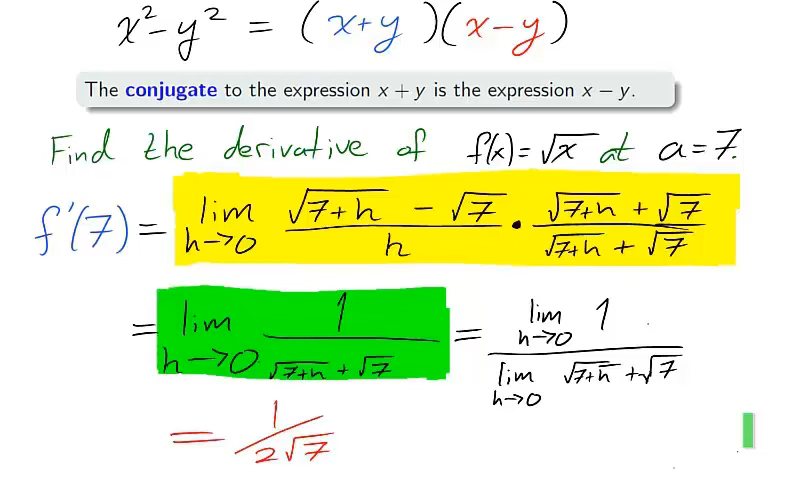 x² - y² = (x+y)(x-y)
The conjugate to the expression x + y is the expression x − y.
Find the derivative of f(x)=√x at a=7.
f'(7) = lim h→0 (√(7+h) - √7)/h • (√(7+h) + √7)/(√(7+h) + √7)
= lim h→0 1/(√(7+h) + √7) = (lim h→0 1)/(lim h→0 √(7+h) + √7)
= 1/(2√7)